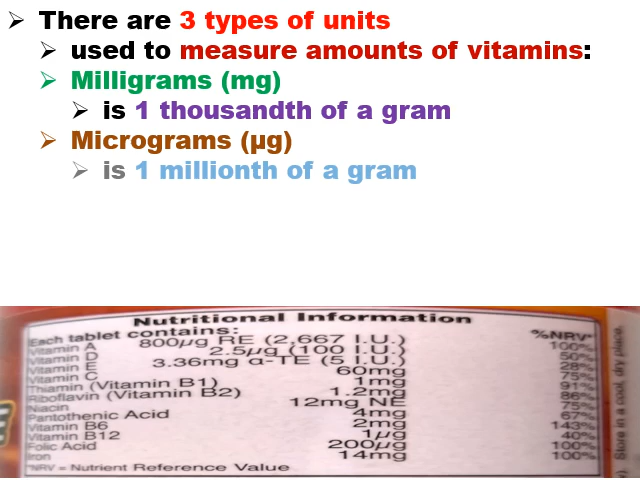 There are 3 types of units
used to measure amounts of vitamins:
Milligrams (mg)
is 1 thousandth of a gram
Micrograms (µg)
is 1 millionth of a gram
Nutritional Information
Each tablet contains: %NRV*
Vitamin A 800µg RE (2,667 I.U.) 100%
Vitamin D 2.5µg (100 I.U.) 50%
Vitamin E 3.36mg α-TE (5 I.U.) 28%
Vitamin C 60mg 75%
Thiamin (Vitamin B1) 1mg 91%
Riboflavin (Vitamin B2) 1.2mg 86%
Niacin 12mg NE 75%
Pantothenic Acid 4mg 67%
Vitamin B6 2mg 143%
Vitamin B12 1µg 40%
Folic Acid 200µg 100%
Iron 14mg 100%
*NRV = Nutrient Reference Value
Store in a cool, dry place.